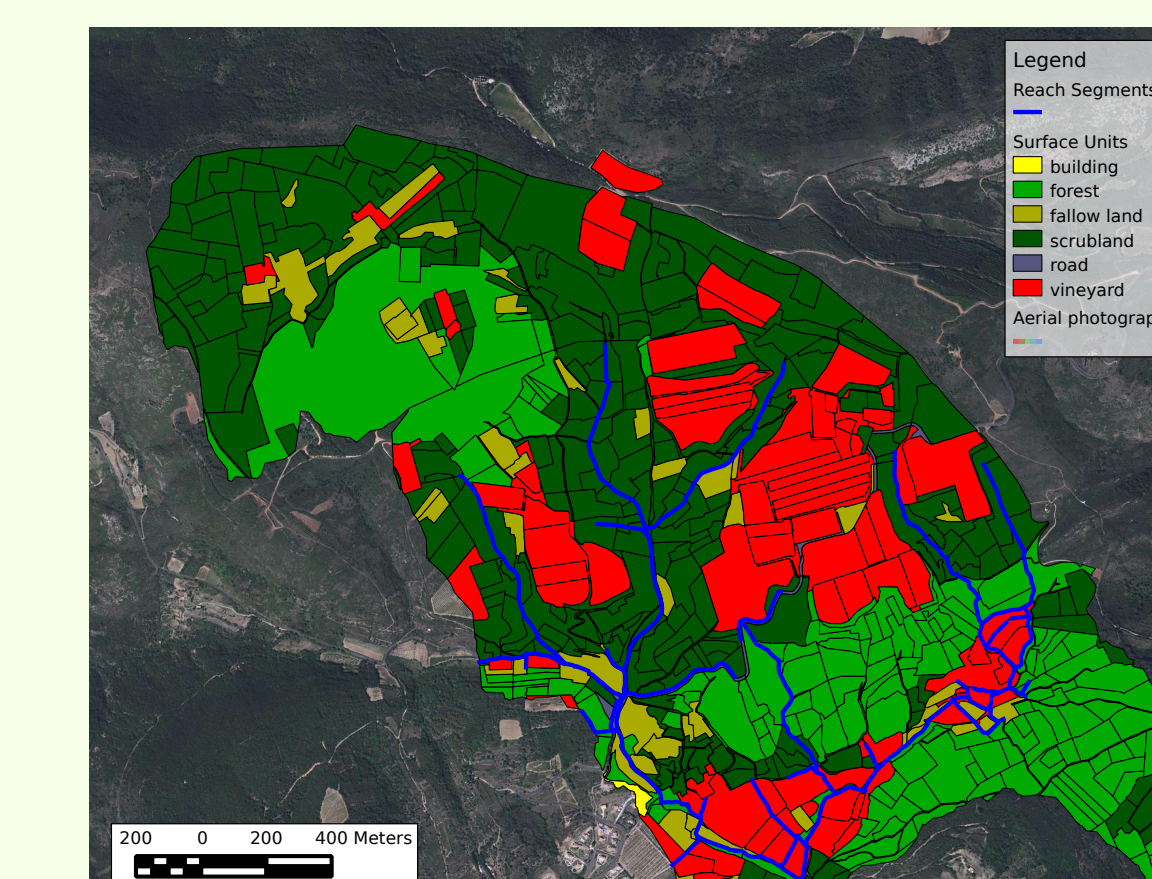 Legend
Reach Segments
Surface Units
building
forest
fallow land
scrubland
road
vineyard
Aerial photograp
200 0 200 400 Meters